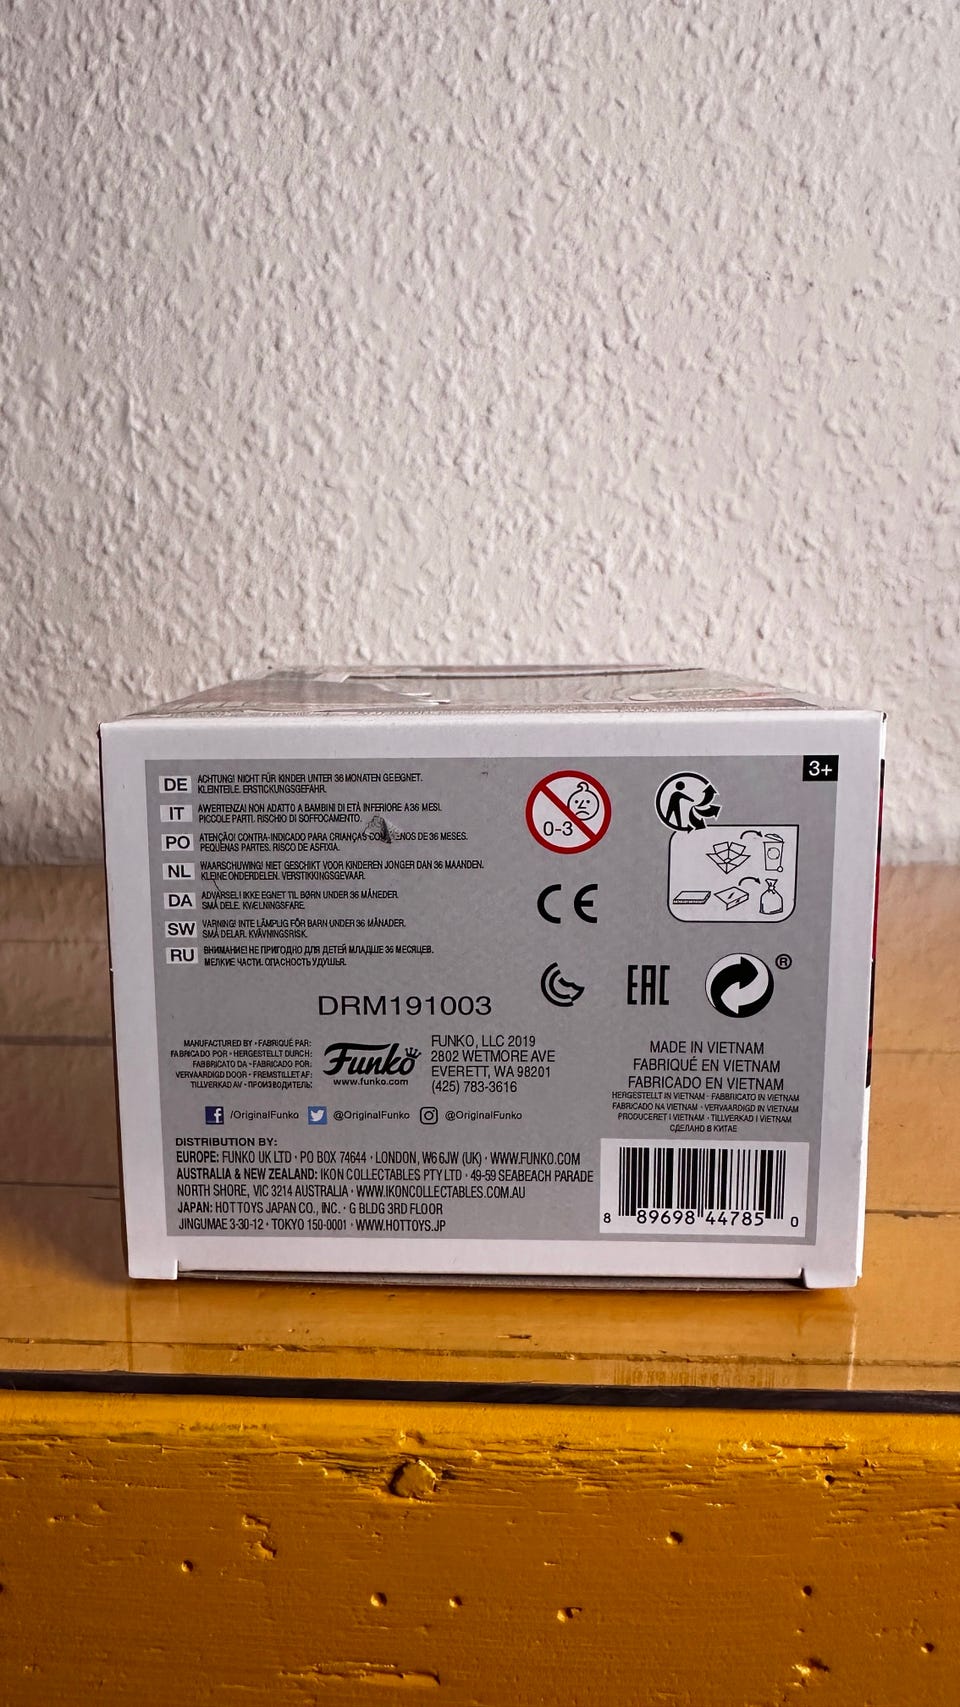 3+
DE ACHTUNG! NICHT FÜR KINDER UNTER 36 MONATEN GEEIGNET.
KLEINTEILE. ERSTICKUNGSGEFAHR.
IT AWERTENZA! NON ADATTO A BAMBINI DI ETÀ INFERIORE A 36 MESI.
PICCOLE PARTI. RISCHIO DI SOFFOCAMENTO.
PO ATENÇÃO! CONTRA-INDICADO PARA CRIANÇAS DE 36 MESES.
PEQUENAS PARTES. RISCO DE ASFIXIA.
NL WAARSCHUWING! NIET GESCHIKT VOOR KINDEREN JONGER DAN 36 MAANDEN.
KLEINE ONDERDELEN. VERSTIKKINGSGEVAAR.
DA ADVARSEL! IKKE EGNET TIL BØRN UNDER 36 MÅNEDER.
SMÅ DELE. KVÆLNINGSFARE.
SW VARNING! INTE LÄMPLIG FÖR BARN UNDER 36 MÅNADER.
SMÅ DELAR. KVÄVNINGSRISK.
RU ВНИМАНИЕ! НЕ ПРИГОДНО ДЛЯ ДЕТЕЙ МЛАДШЕ 36 МЕСЯЦЕВ.
МЕЛКИЕ ЧАСТИ. ОПАСНОСТЬ УДУШЬЯ.
0-3
CE
EAC
®
DRM191003
MANUFACTURED BY • FABRIQUÉ PAR:
FABRICADO POR • HERGESTELLT DURCH:
FABBRICATO DA • FABRICADO POR:
VERVAARDIGD DOOR • FREMSTILLET AF:
TILLVERKAD AV • ПРОИЗВОДИТЕЛЬ:
Funko
www.funko.com
FUNKO, LLC 2019
2802 WETMORE AVE
EVERETT, WA 98201
(425) 783-3616
MADE IN VIETNAM
FABRIQUÉ EN VIETNAM
FABRICADO EN VIETNAM
HERGESTELLT IN VIETNAM • FABBRICATO IN VIETNAM
FABRICADO NA VIETNAM • VERVAARDIGD IN VIETNAM
PRODUCERET I VIETNAM • TILLVERKAD I VIETNAM
СДЕЛАНО В КИТАЕ
/OriginalFunko @OriginalFunko @OriginalFunko
DISTRIBUTION BY:
EUROPE: FUNKO UK LTD • PO BOX 74644 • LONDON, W6 6JW (UK) • WWW.FUNKO.COM
AUSTRALIA & NEW ZEALAND: IKON COLLECTABLES PTY LTD • 49-59 SEABEACH PARADE
NORTH SHORE, VIC 3214 AUSTRALIA • WWW.IKONCOLLECTABLES.COM.AU
JAPAN: HOT TOYS JAPAN CO., INC. • G BLDG 3RD FLOOR
JINGUMAE 3-30-12 • TOKYO 150-0001 • WWW.HOTTOYS.JP
8 89698 44785 0